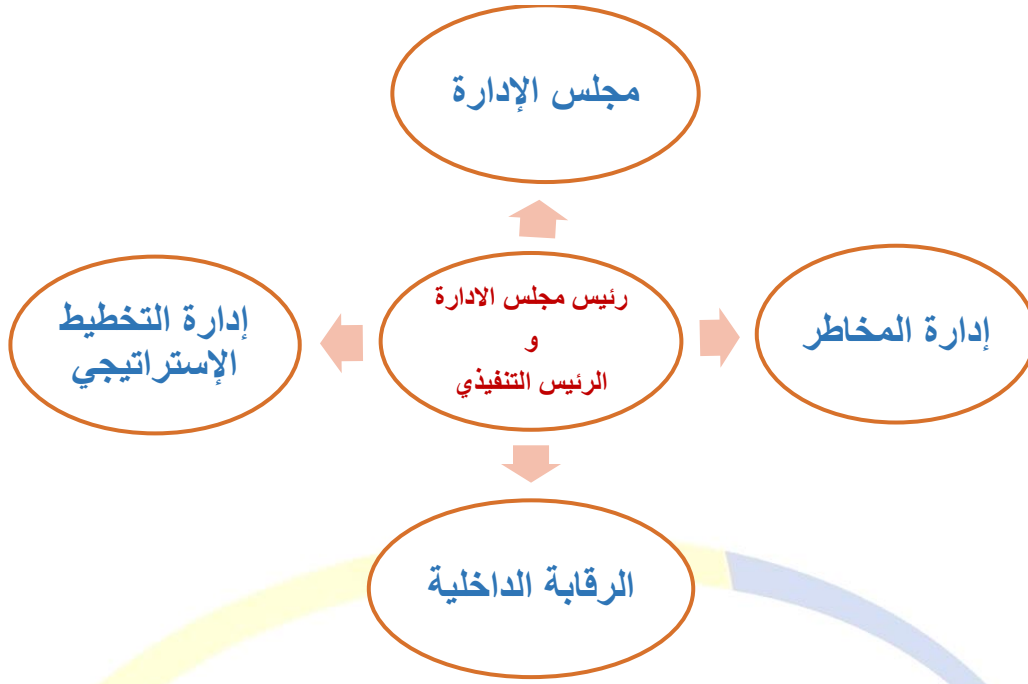 مجلس الإدارة
إدارة المخاطر
رئيس مجلس الادارة
و
الرئيس التنفيذي
إدارة التخطيط
الإستراتيجي
الرقابة الداخلية